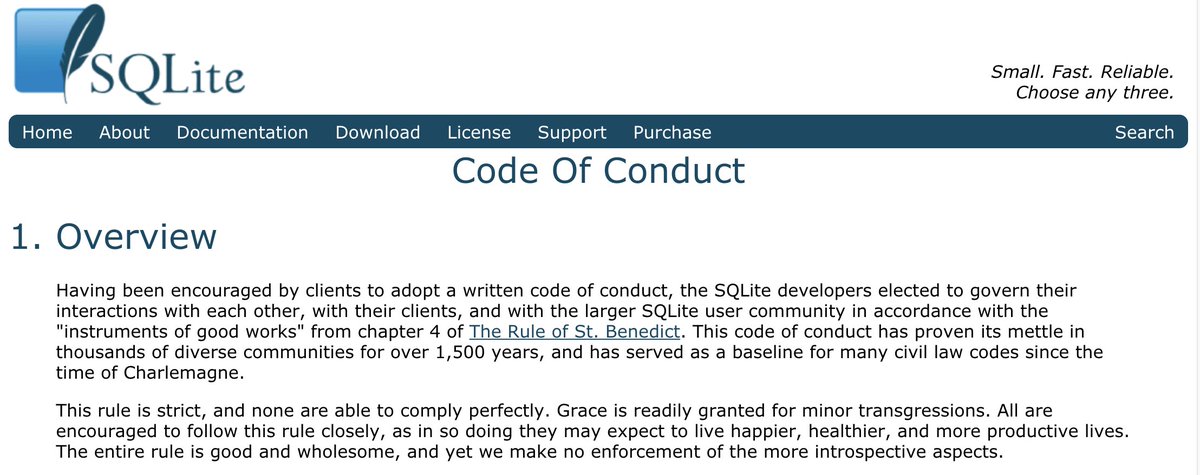 SQLite
Small. Fast. Reliable.
Choose any three.
Home About Documentation Download License Support Purchase Search
Code Of Conduct
1. Overview
Having been encouraged by clients to adopt a written code of conduct, the SQLite developers elected to govern their
interactions with each other, with their clients, and with the larger SQLite user community in accordance with the
"instruments of good works" from chapter 4 of The Rule of St. Benedict. This code of conduct has proven its mettle in
thousands of diverse communities for over 1,500 years, and has served as a baseline for many civil law codes since the
time of Charlemagne.
This rule is strict, and none are able to comply perfectly. Grace is readily granted for minor transgressions. All are
encouraged to follow this rule closely, as in so doing they may expect to live happier, healthier, and more productive lives.
The entire rule is good and wholesome, and yet we make no enforcement of the more introspective aspects.